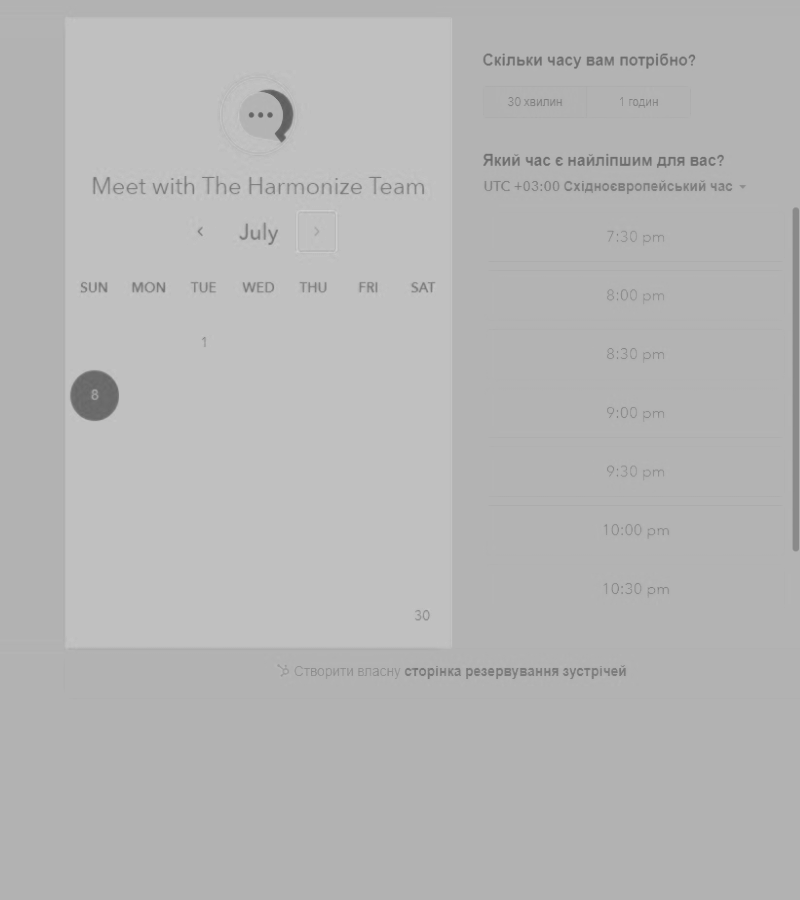 Meet with The Harmonize Team
July
SUN MON TUE WED THU FRI SAT
1
8
30
Скільки часу вам потрібно?
30 хвилин 1 годин
Який час є найліпшим для вас?
UTC +03:00 Східноєвропейський час
7:30 pm
8:00 pm
8:30 pm
9:00 pm
9:30 pm
10:00 pm
10:30 pm
Створити власну сторінка резервування зустрічей